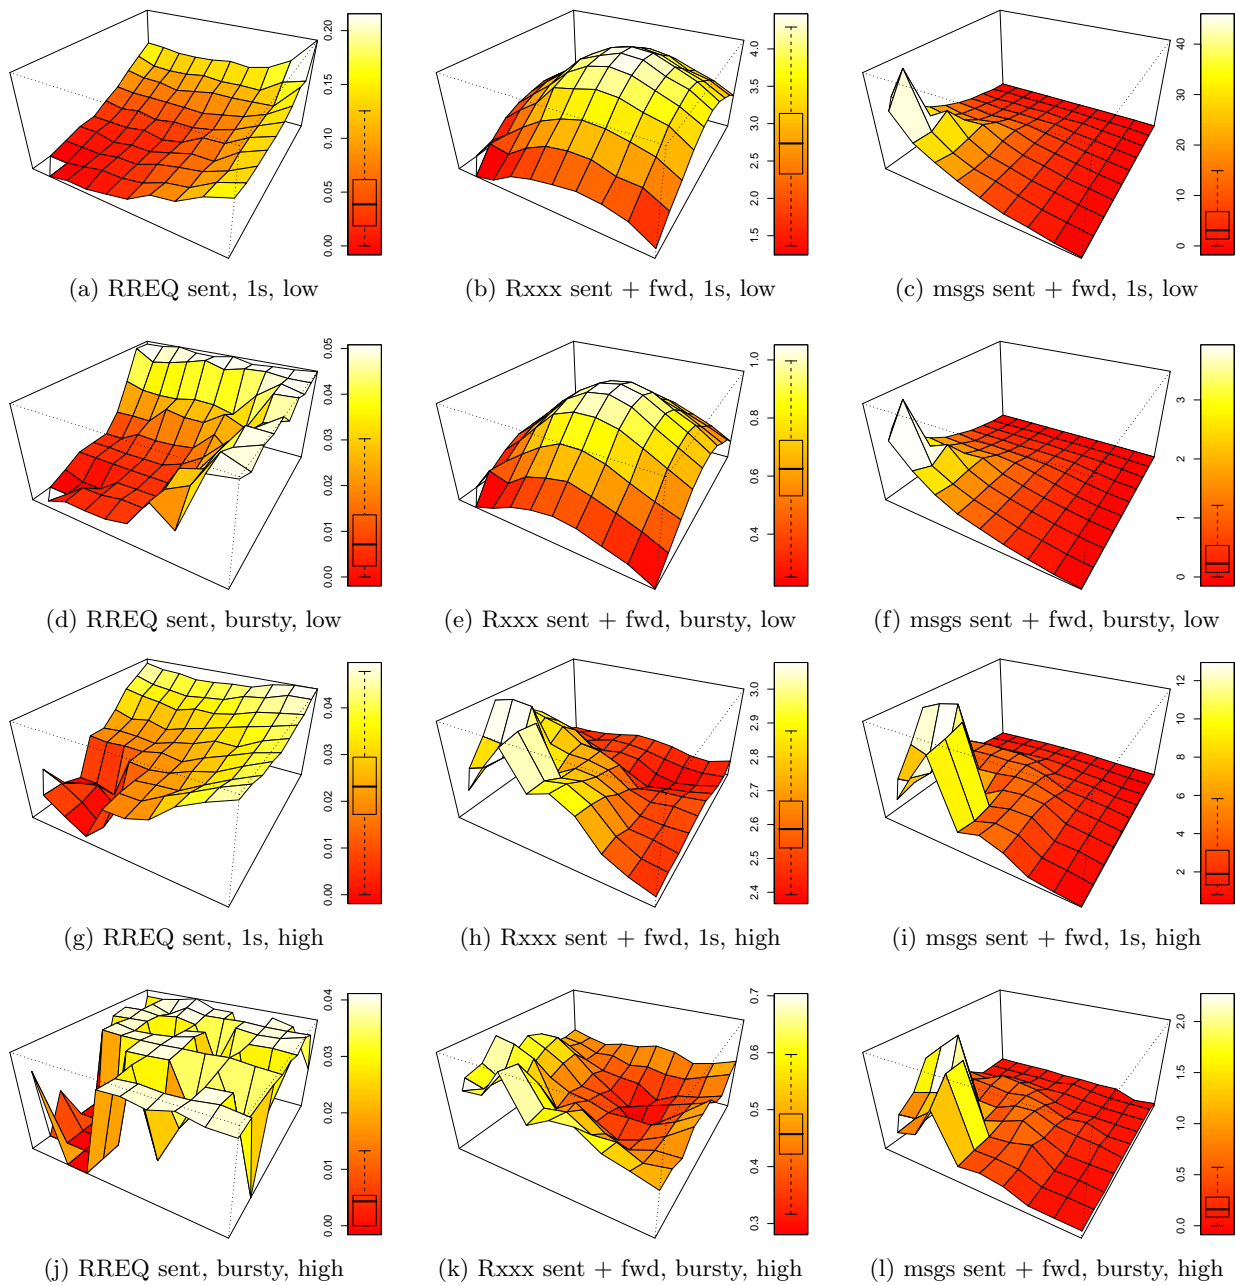 0.00 0.05 0.10 0.15 0.20
1.5 2.0 2.5 3.0 3.5 4.0
0 10 20 30 40
(a) RREQ sent, 1s, low
(b) Rxxx sent + fwd, 1s, low
(c) msgs sent + fwd, 1s, low
0.00 0.01 0.02 0.03 0.04 0.05
0.4 0.6 0.8 1.0
0 1 2 3
(d) RREQ sent, bursty, low
(e) Rxxx sent + fwd, bursty, low
(f) msgs sent + fwd, bursty, low
0.00 0.01 0.02 0.03 0.04
2.4 2.5 2.6 2.7 2.8 2.9 3.0
2 4 6 8 10 12
(g) RREQ sent, 1s, high
(h) Rxxx sent + fwd, 1s, high
(i) msgs sent + fwd, 1s, high
0.00 0.01 0.02 0.03 0.04
0.3 0.4 0.5 0.6 0.7
0.0 0.5 1.0 1.5 2.0
(j) RREQ sent, bursty, high
(k) Rxxx sent + fwd, bursty, high
(l) msgs sent + fwd, bursty, high